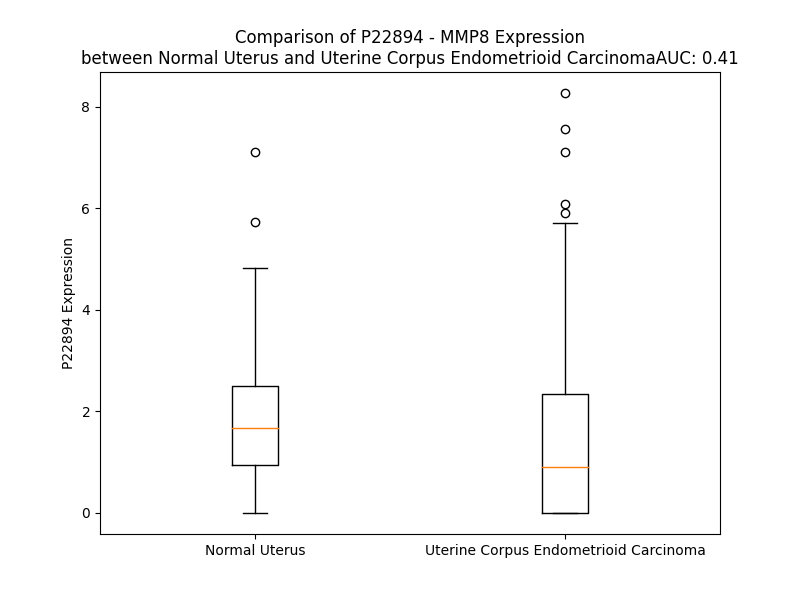 Comparison of P22894 - MMP8 Expression
between Normal Uterus and Uterine Corpus Endometrioid CarcinomaAUC: 0.41
8
6
4
2
0
P22894 Expression
Normal Uterus
Uterine Corpus Endometrioid Carcinoma